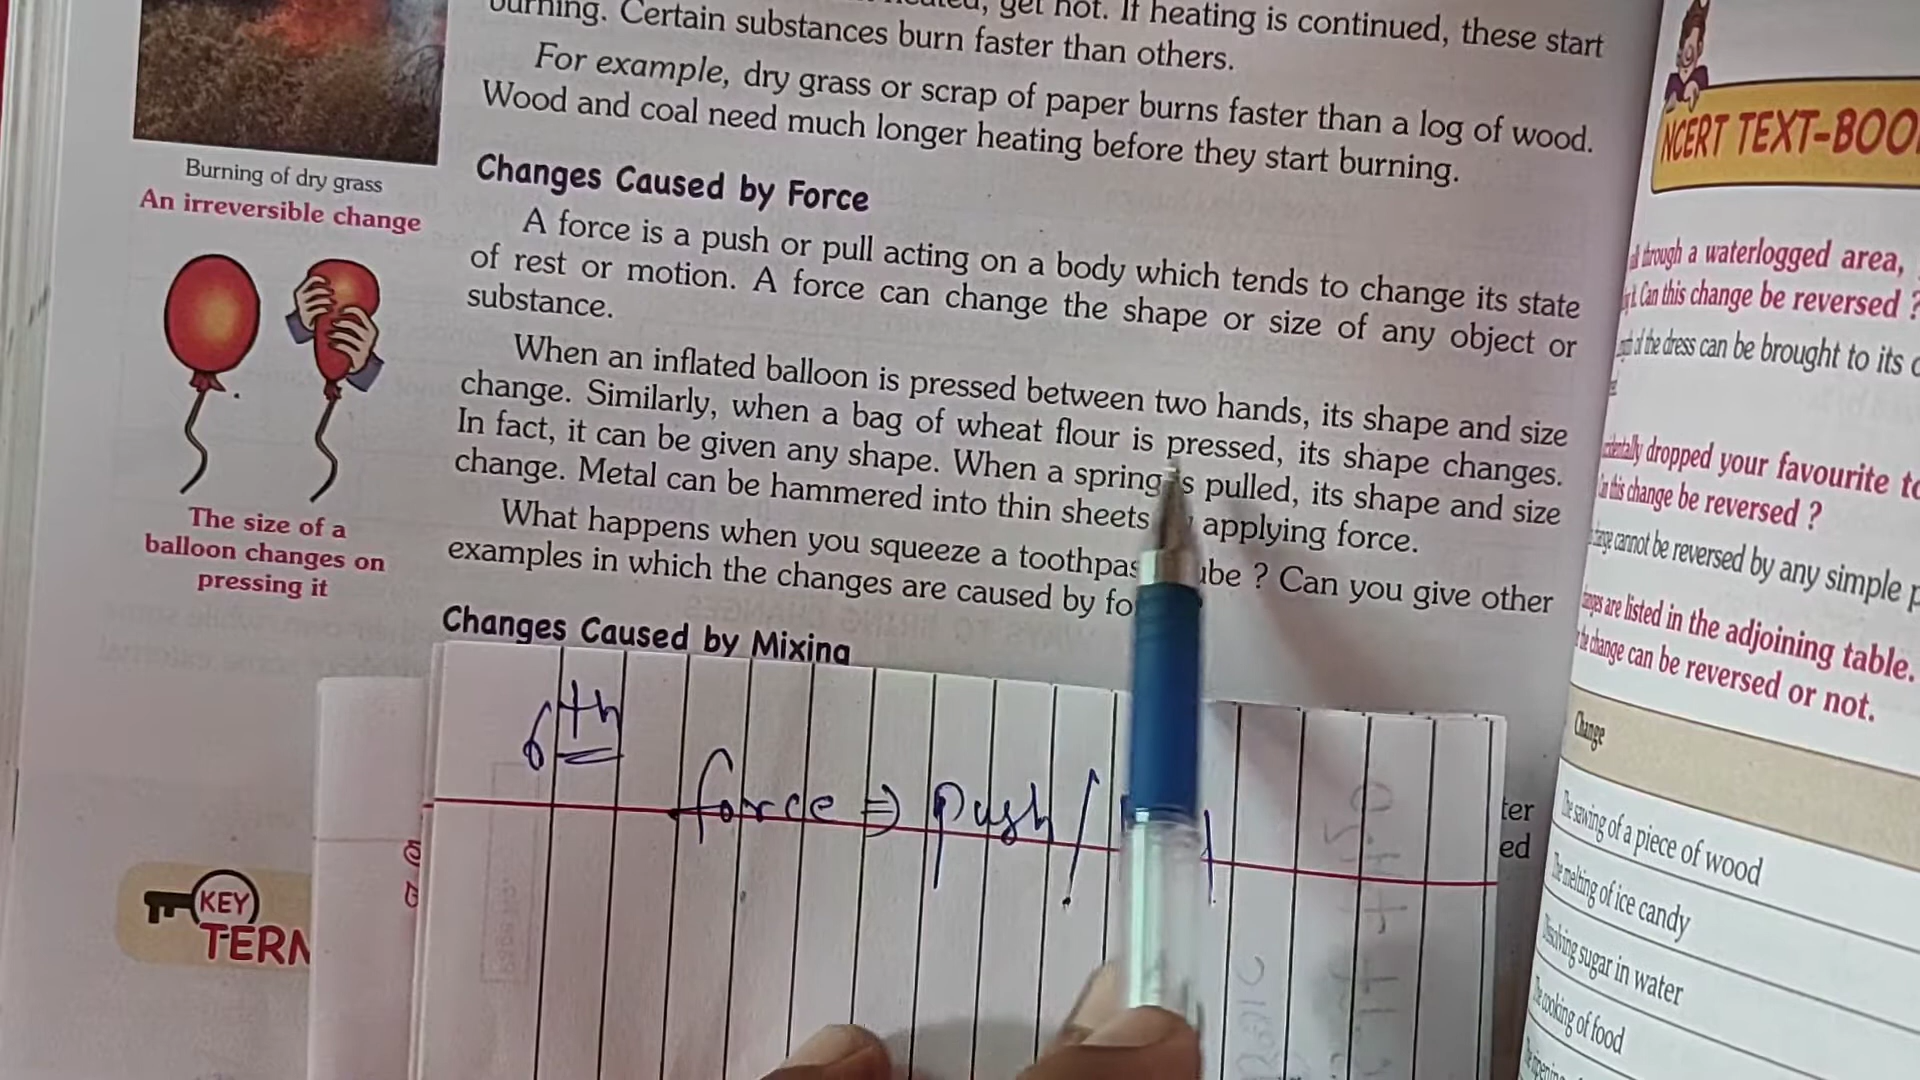 get hot. If heating is continued, these start
burning. Certain substances burn faster than others.
For example, dry grass or scrap of paper burns faster than a log of wood.
Wood and coal need much longer heating before they start burning.
Burning of dry grass
An irreversible change
Changes Caused by Force
A force is a push or pull acting on a body which tends to change its state
of rest or motion. A force can change the shape or size of any object or
substance.
When an inflated balloon is pressed between two hands, its shape and size
change. Similarly, when a bag of wheat flour is pressed, its shape changes.
In fact, it can be given any shape. When a spring is pulled, its shape and size
change. Metal can be hammered into thin sheets applying force.
The size of a
balloon changes on
pressing it
What happens when you squeeze a ? Can you give other
examples in which the changes are caused by
Changes Caused by Mixing
6th
force ⇒ push /
ter
ed
KEY
TERM
NCERT TEXT-BOO
through a waterlogged area,
Can this change be reversed ?
of the dress can be brought to its
dropped your favourite
this change be reversed ?
cannot be reversed by any simple
are listed in the adjoining table.
the change can be reversed or not.
Change
The sawing of a piece of wood
The melting of ice candy
Dissolving sugar in water
The cooking of food